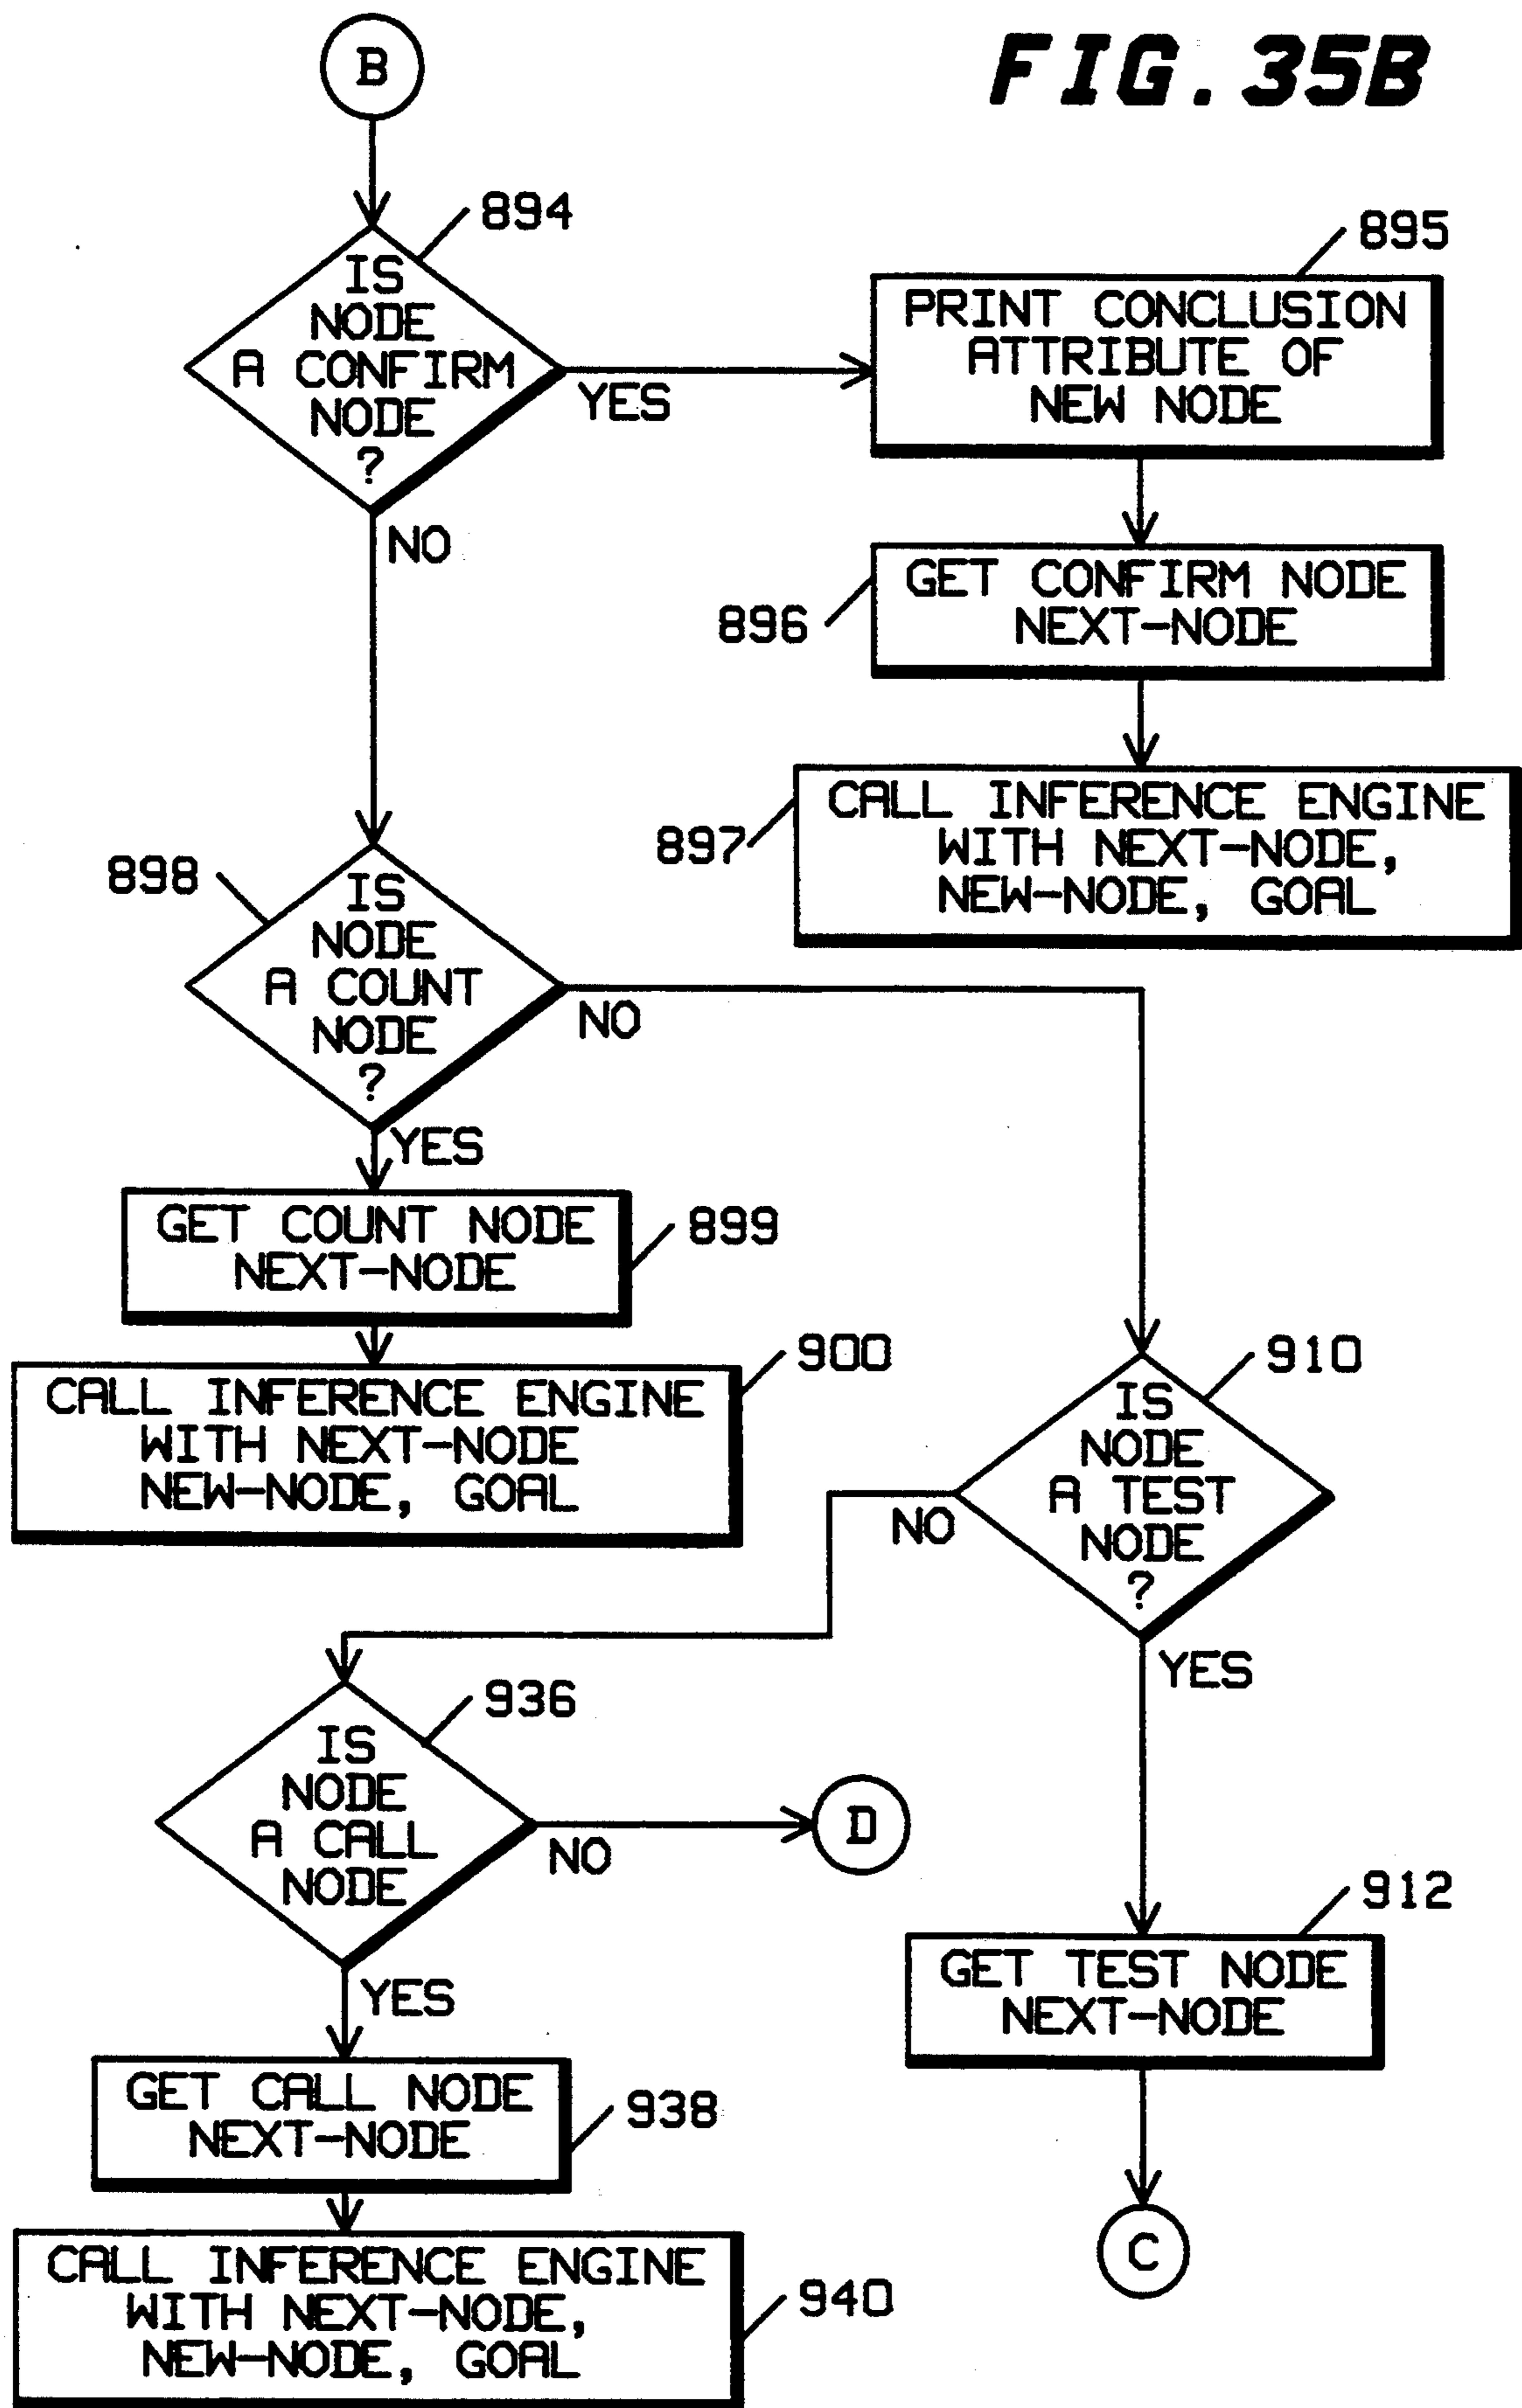 B
FIG. 35B
894
IS
NODE
A CONFIRM
NODE
?
YES
NO
895
PRINT CONCLUSION
ATTRIBUTE OF
NEW NODE
896
GET CONFIRM NODE
NEXT-NODE
897
CALL INFERENCE ENGINE
WITH NEXT-NODE,
NEW-NODE, GOAL
898
IS
NODE
A COUNT
NODE
?
NO
YES
GET COUNT NODE
NEXT-NODE
899
900
CALL INFERENCE ENGINE
WITH NEXT-NODE
NEW-NODE, GOAL
910
IS
NODE
A TEST
NODE
?
NO
YES
936
IS
NODE
A CALL
NODE
NO
D
YES
912
GET TEST NODE
NEXT-NODE
C
GET CALL NODE
NEXT-NODE
938
CALL INFERENCE ENGINE
WITH NEXT-NODE,
NEW-NODE, GOAL
940